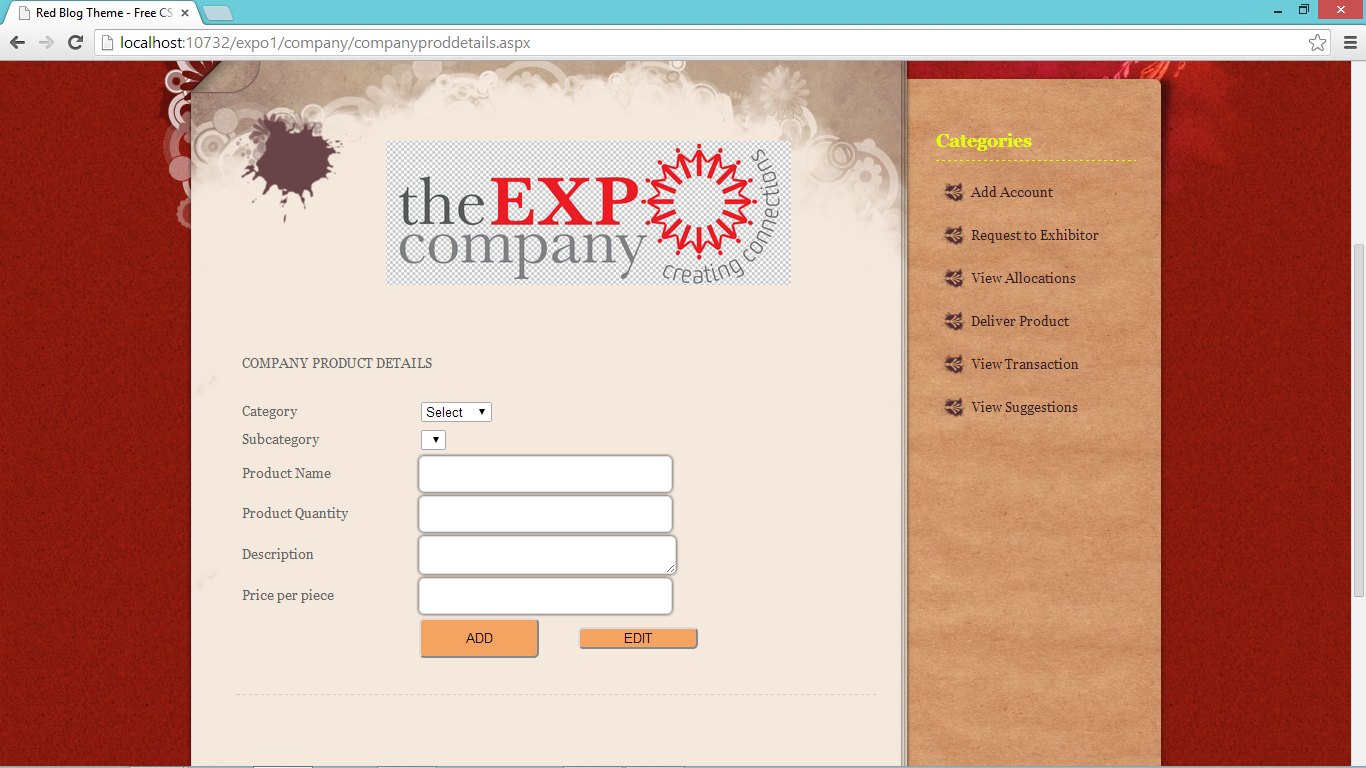 Red Blog Theme - Free CS
localhost:10732/expo1/company/companyproddetails.aspx
the EXPO
company
creating connections
COMPANY PRODUCT DETAILS
Category Select
Subcategory
Product Name
Product Quantity
Description
Price per piece
ADD EDIT
Categories
Add Account
Request to Exhibitor
View Allocations
Deliver Product
View Transaction
View Suggestions